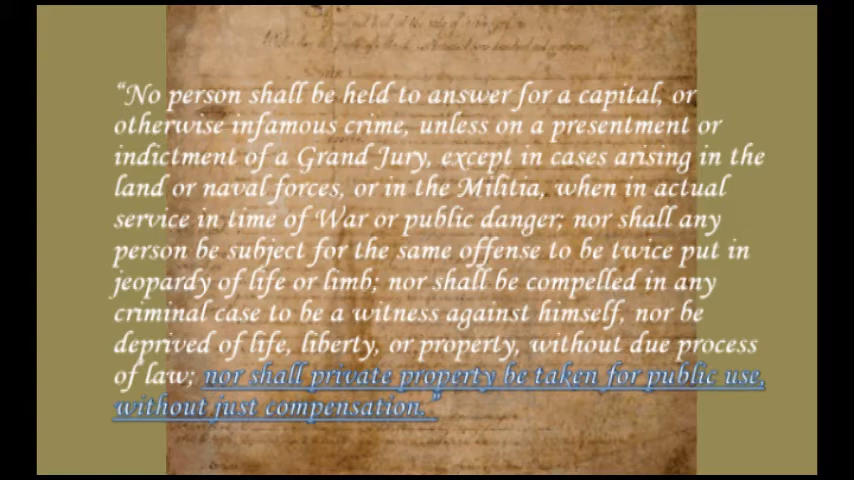 “No person shall be held to answer for a capital, or
otherwise infamous crime, unless on a presentment or
indictment of a Grand Jury, except in cases arising in the
land or naval forces, or in the Militia, when in actual
service in time of War or public danger; nor shall any
person be subject for the same offense to be twice put in
jeopardy of life or limb; nor shall be compelled in any
criminal case to be a witness against himself, nor be
deprived of life, liberty, or property, without due process
of law; nor shall private property be taken for public use,
without just compensation.”